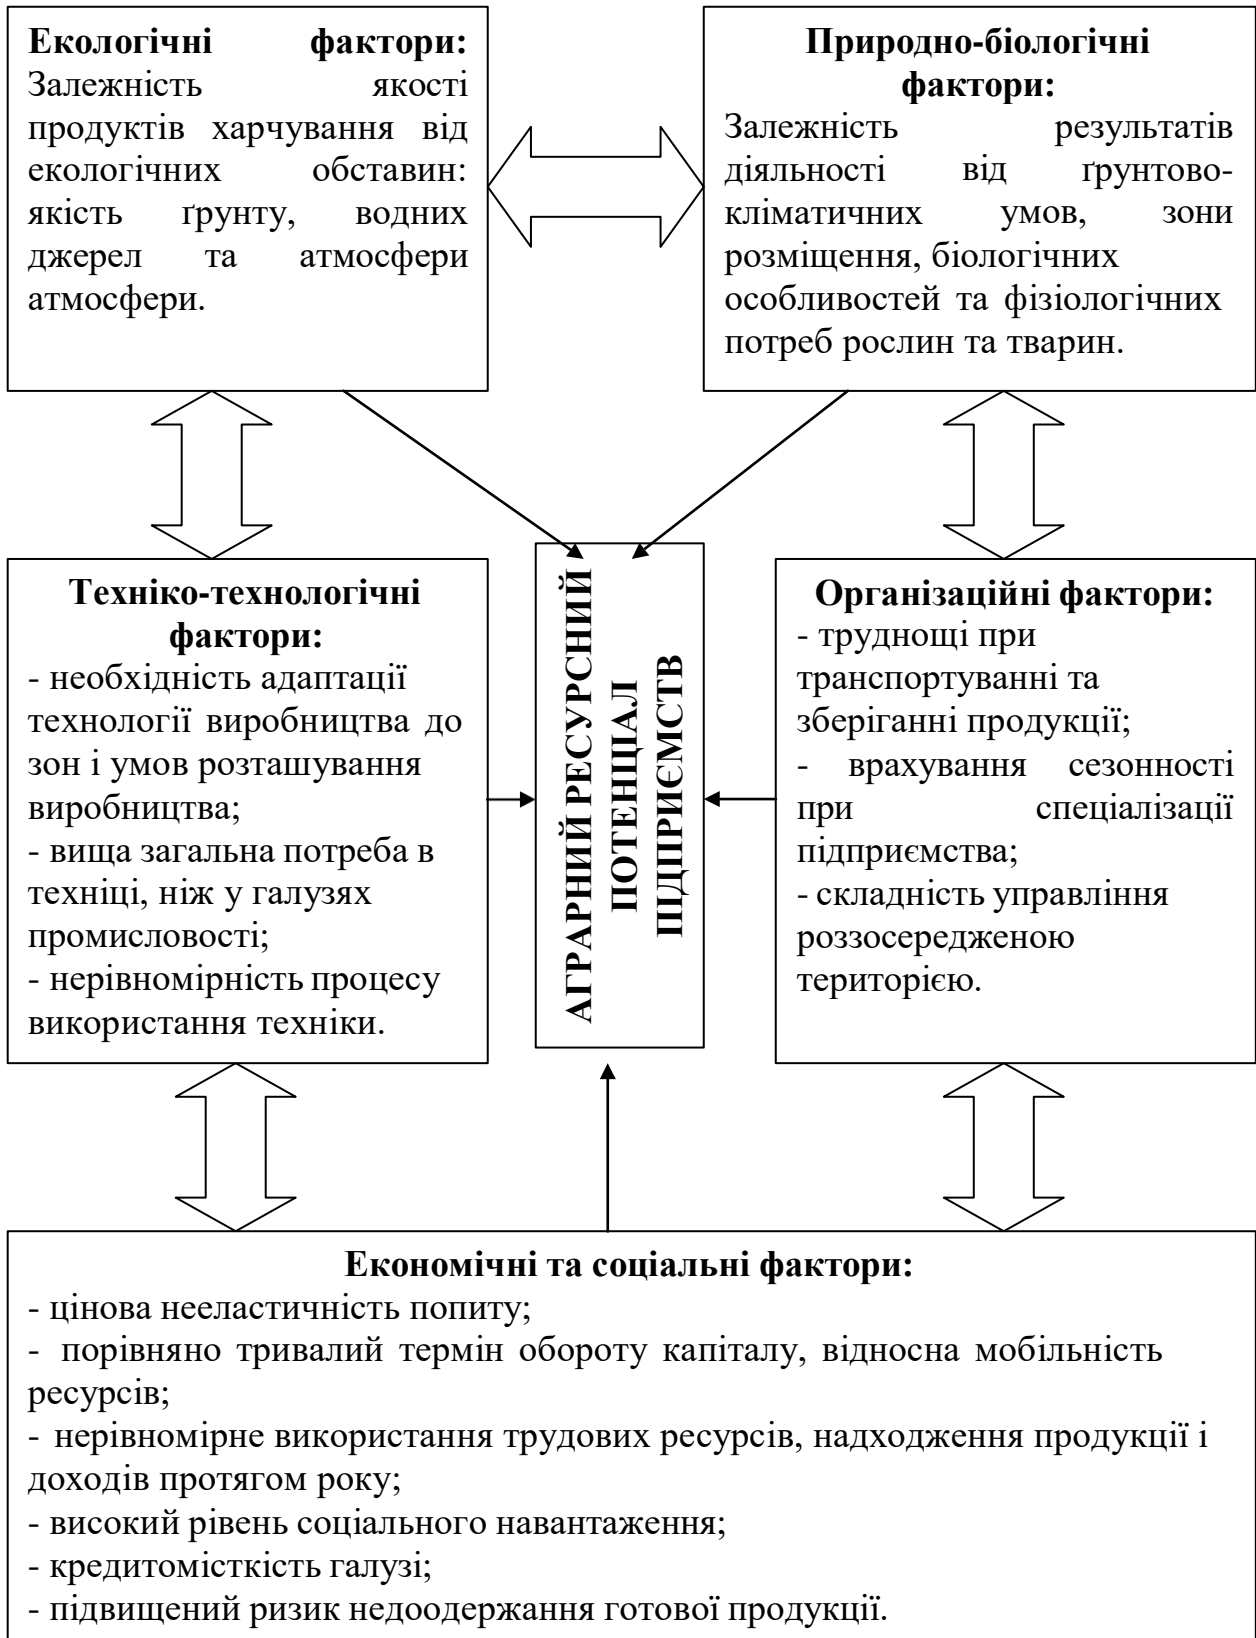 Екологічні фактори:
Залежність якості
продуктів харчування від
екологічних обставин:
якість ґрунту, водних
джерел та атмосфери
атмосфери.
Природно-біологічні
фактори:
Залежність результатів
діяльності від ґрунтово-
кліматичних умов, зони
розміщення, біологічних
особливостей та фізіологічних
потреб рослин та тварин.
Техніко-технологічні
фактори:
- необхідність адаптації
технології виробництва до
зон і умов розташування
виробництва;
- вища загальна потреба в
техніці, ніж у галузях
промисловості;
- нерівномірність процесу
використання техніки.
АГРАРНИЙ РЕСУРСНИЙ
ПОТЕНЦІАЛ
ПІДПРИЄМСТВ
Організаційні фактори:
- труднощі при
транспортуванні та
зберіганні продукції;
- врахування сезонності
при спеціалізації
підприємства;
- складність управління
роззосередженою
територією.
Економічні та соціальні фактори:
- цінова нееластичність попиту;
- порівняно тривалий термін обороту капіталу, відносна мобільність
ресурсів;
- нерівномірне використання трудових ресурсів, надходження продукції і
доходів протягом року;
- високий рівень соціального навантаження;
- кредитомісткість галузі;
- підвищений ризик недоодержання готової продукції.